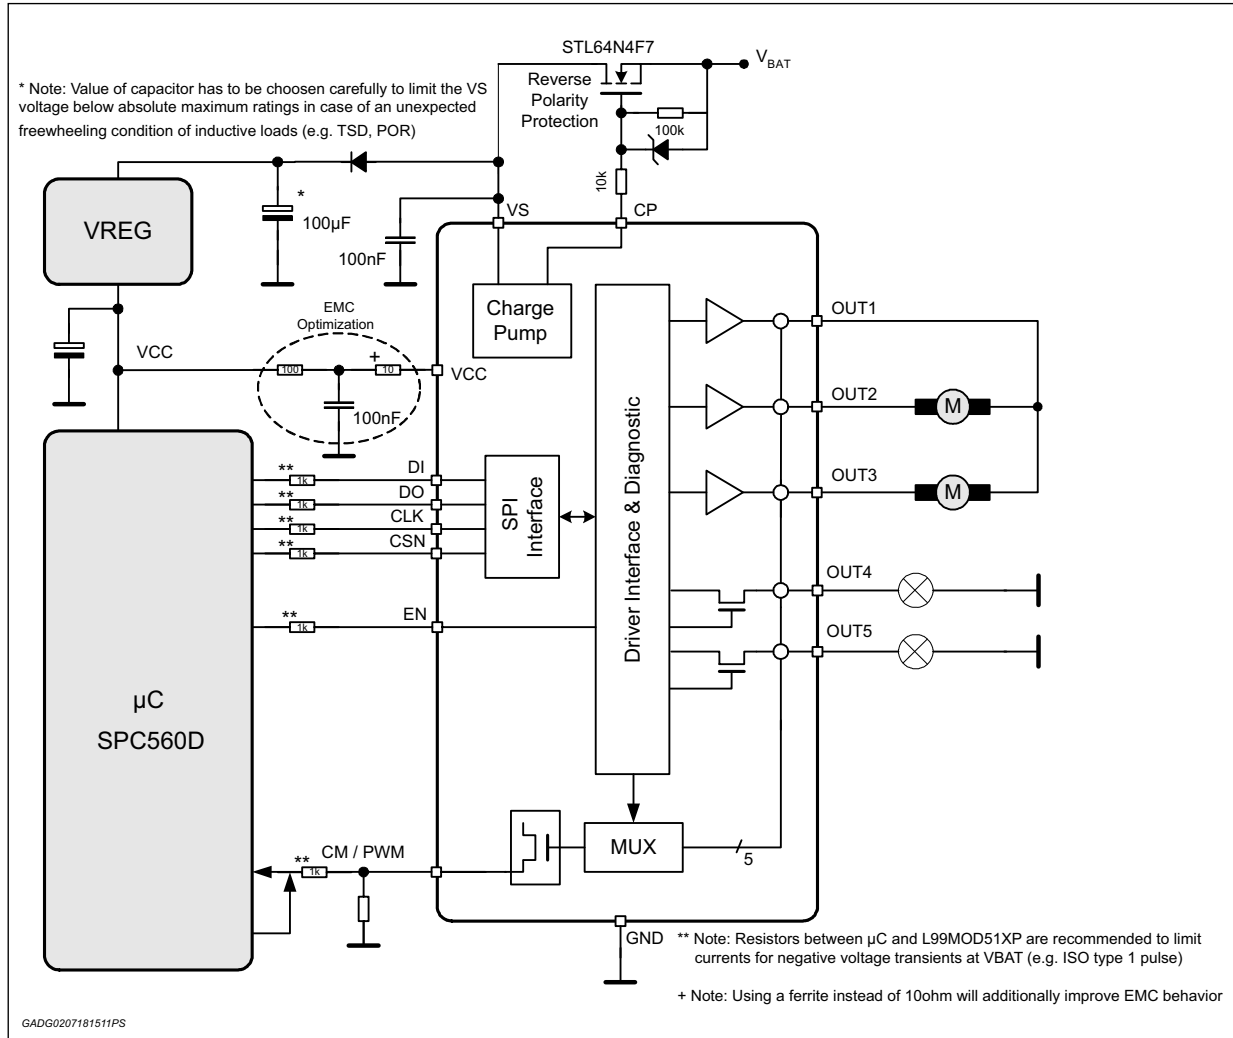 STL64N4F7
VBAT
* Note: Value of capacitor has to be choosen carefully to limit the VS
voltage below absolute maximum ratings in case of an unexpected
freewheeling condition of inductive loads (e.g. TSD, POR)
Reverse
Polarity
Protection
100k
10k
VREG
*
100µF
VS
CP
100nF
Charge
Pump
EMC
Optimization
OUT1
VCC
100
+
10
VCC
100nF
OUT2
M
Driver Interface & Diagnostic
OUT3
M
** 1k DI
** 1k DO
** 1k CLK
** 1k CSN
SPI
Interface
OUT4
** 1k EN
OUT5
µC
SPC560D
MUX
5
** 1k CM / PWM
GND
** Note: Resistors between µC and L99MOD51XP are recommended to limit
currents for negative voltage transients at VBAT (e.g. ISO type 1 pulse)
+ Note: Using a ferrite instead of 10ohm will additionally improve EMC behavior
GADG0207181511PS